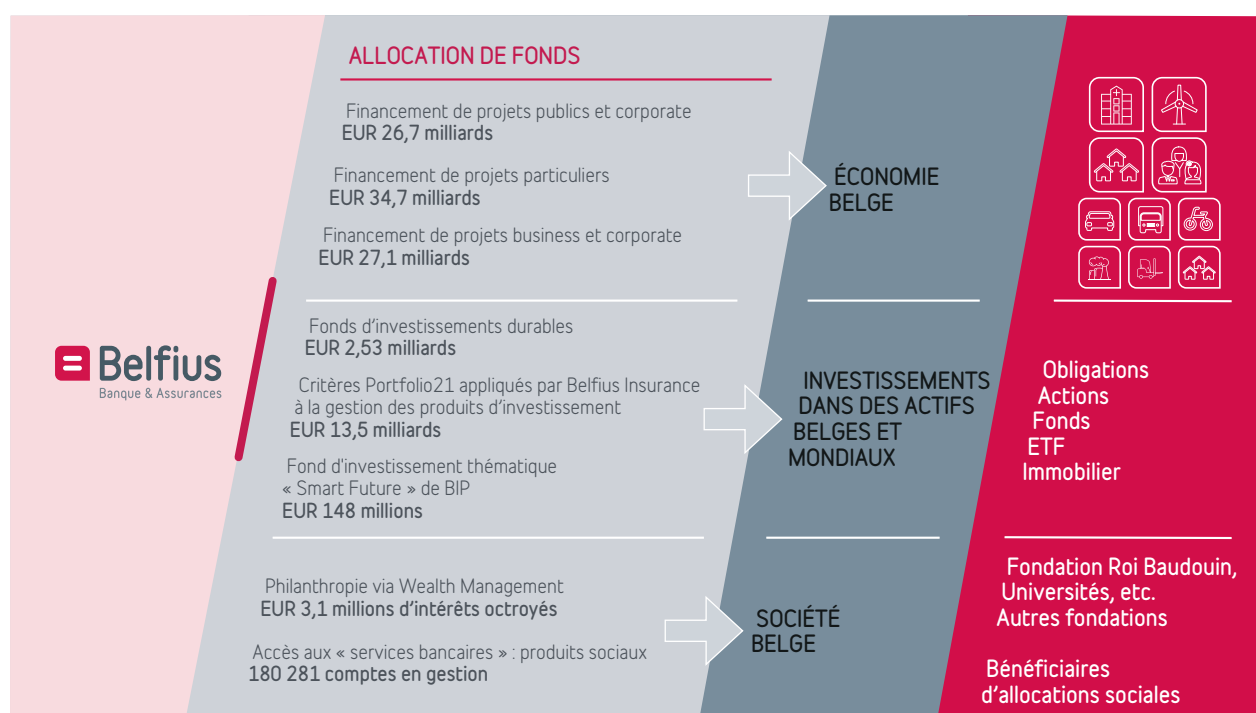 Belfius
Banque & Assurances
ALLOCATION DE FONDS
Financement de projets publics et corporate
EUR 26,7 milliards
Financement de projets particuliers
EUR 34,7 milliards
Financement de projets business et corporate
EUR 27,1 milliards
ÉCONOMIE
BELGE
Fonds d’investissements durables
EUR 2,53 milliards
Critères Portfolio21 appliqués par Belfius Insurance
à la gestion des produits d’investissement
EUR 13,5 milliards
Fond d'investissement thématique
« Smart Future » de BIP
EUR 148 millions
INVESTISSEMENTS
DANS DES ACTIFS
BELGES ET
MONDIAUX
Obligations
Actions
Fonds
ETF
Immobilier
Philanthropie via Wealth Management
EUR 3,1 millions d’intérêts octroyés
Accès aux « services bancaires » : produits sociaux
180 281 comptes en gestion
SOCIÉTÉ
BELGE
Fondation Roi Baudouin,
Universités, etc.
Autres fondations
Bénéficiaires
d’allocations sociales